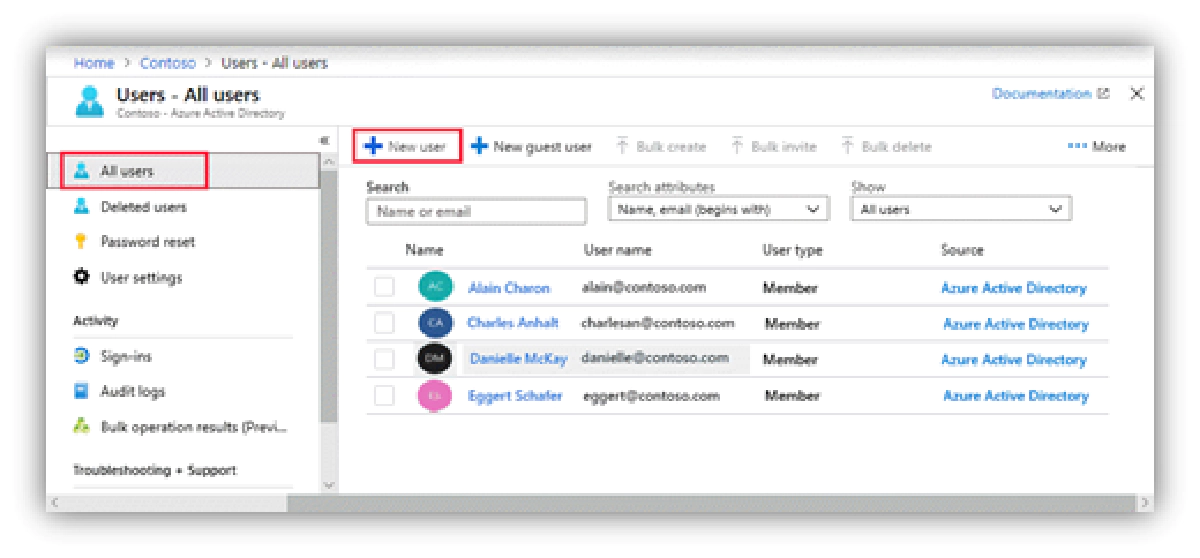 Home > Contoso > Users - All users
Users - All users
Contoso - Azure Active Directory
Documentation
All users
Deleted users
Password reset
User settings
Activity
Sign-ins
Audit logs
Bulk operation results (Previ...
Troubleshooting + Support
New user New guest user Bulk create Bulk invite Bulk delete More
Search Search attributes Show
Name or email Name, email (begins with) All users
Name User name User type Source
AC Alain Charon alain@contoso.com Member Azure Active Directory
CA Charles Anhalt charlesan@contoso.com Member Azure Active Directory
DM Danielle McKay danielle@contoso.com Member Azure Active Directory
ES Eggert Schafer eggert@contoso.com Member Azure Active Directory